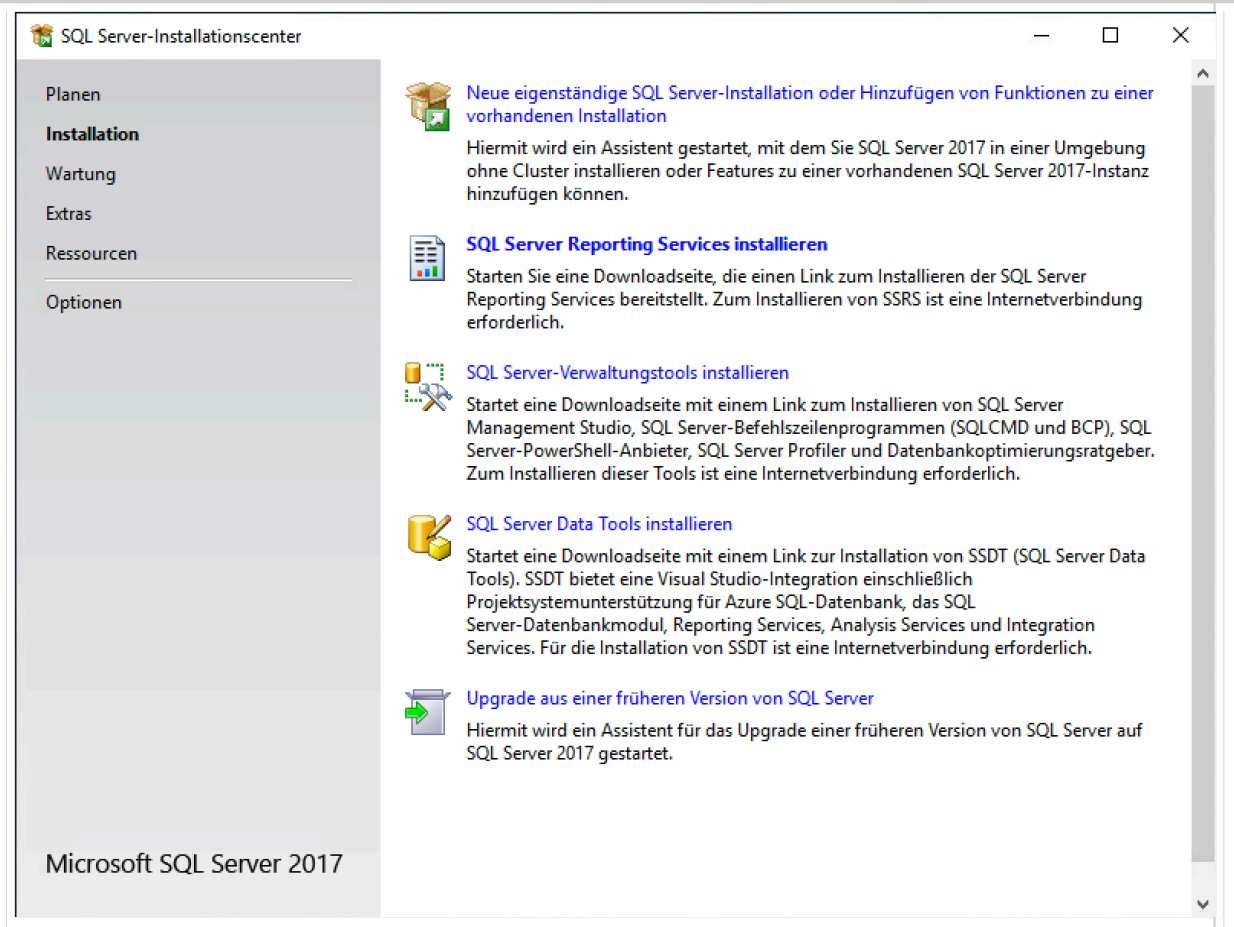 SQL Server-Installationscenter
Planen
Installation
Wartung
Extras
Ressourcen
Optionen
Microsoft SQL Server 2017
Neue eigenständige SQL Server-Installation oder Hinzufügen von Funktionen zu einer
vorhandenen Installation
Hiermit wird ein Assistent gestartet, mit dem Sie SQL Server 2017 in einer Umgebung
ohne Cluster installieren oder Features zu einer vorhandenen SQL Server 2017-Instanz
hinzufügen können.
SQL Server Reporting Services installieren
Starten Sie eine Downloadseite, die einen Link zum Installieren der SQL Server
Reporting Services bereitstellt. Zum Installieren von SSRS ist eine Internetverbindung
erforderlich.
SQL Server-Verwaltungstools installieren
Startet eine Downloadseite mit einem Link zum Installieren von SQL Server
Management Studio, SQL Server-Befehlszeilenprogrammen (SQLCMD und BCP), SQL
Server-PowerShell-Anbieter, SQL Server Profiler und Datenbankoptimierungsratgeber.
Zum Installieren dieser Tools ist eine Internetverbindung erforderlich.
SQL Server Data Tools installieren
Startet eine Downloadseite mit einem Link zur Installation von SSDT (SQL Server Data
Tools). SSDT bietet eine Visual Studio-Integration einschließlich
Projektsystemunterstützung für Azure SQL-Datenbank, das SQL
Server-Datenbankmodul, Reporting Services, Analysis Services und Integration
Services. Für die Installation von SSDT ist eine Internetverbindung erforderlich.
Upgrade aus einer früheren Version von SQL Server
Hiermit wird ein Assistent für das Upgrade einer früheren Version von SQL Server auf
SQL Server 2017 gestartet.